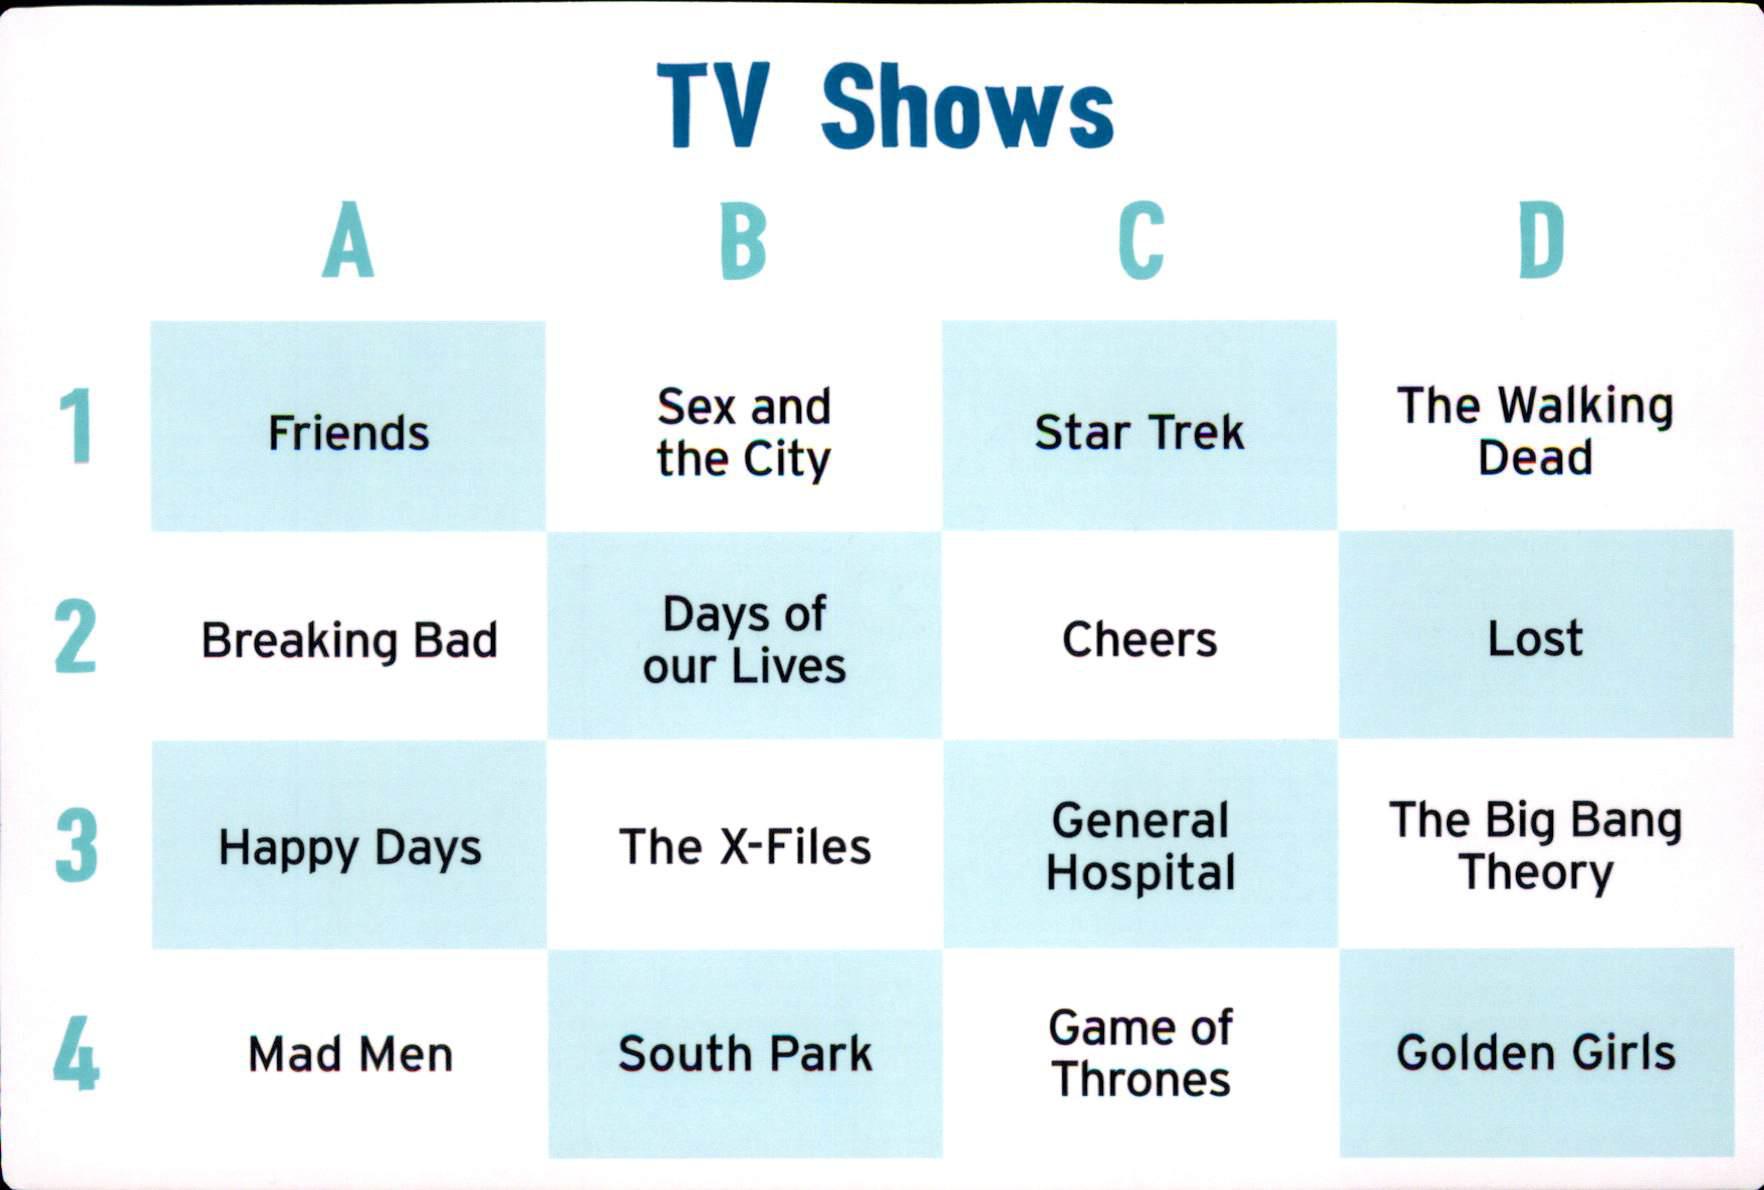 TV Shows
A B C D
1 Friends Sex and the City Star Trek The Walking Dead
2 Breaking Bad Days of our Lives Cheers Lost
3 Happy Days The X-Files General Hospital The Big Bang Theory
4 Mad Men South Park Game of Thrones Golden Girls